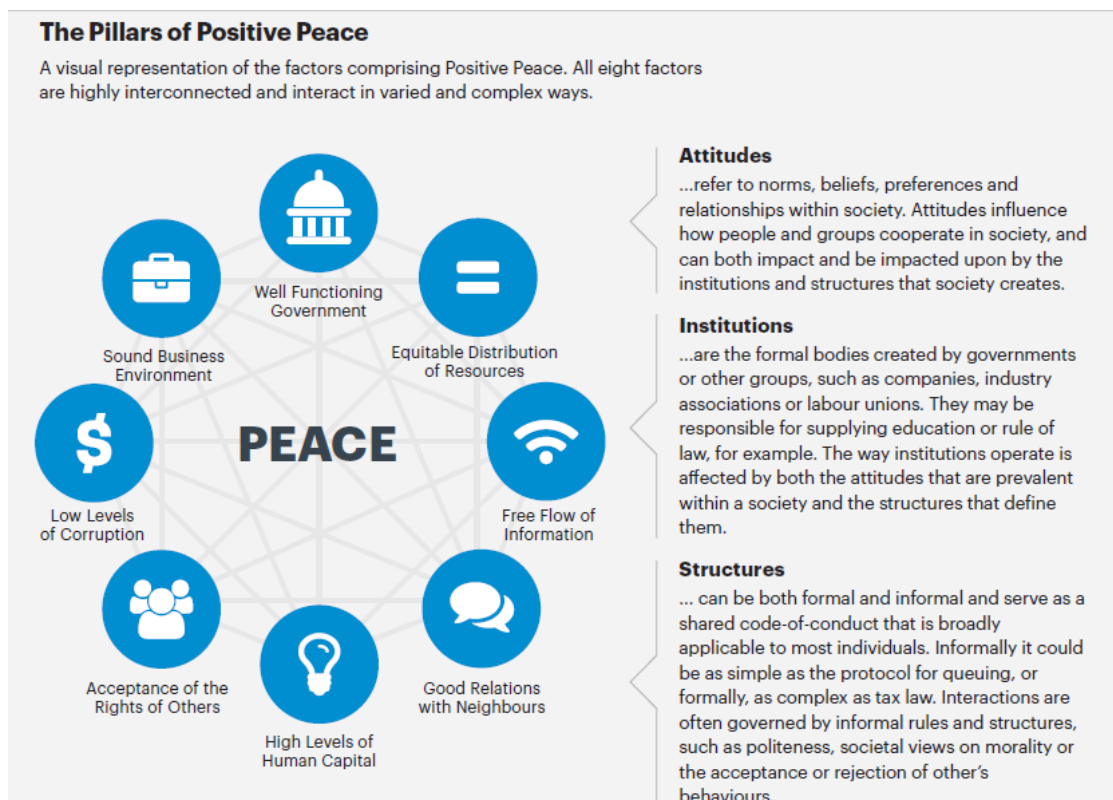 The Pillars of Positive Peace
A visual representation of the factors comprising Positive Peace. All eight factors
are highly interconnected and interact in varied and complex ways.
Well Functioning
Government
Sound Business
Environment
Equitable Distribution
of Resources
$
PEACE
Low Levels
of Corruption
Free Flow of
Information
Acceptance of the
Rights of Others
Good Relations
with Neighbours
High Levels of
Human Capital
Attitudes
...refer to norms, beliefs, preferences and
relationships within society. Attitudes influence
how people and groups cooperate in society, and
can both impact and be impacted upon by the
institutions and structures that society creates.
Institutions
...are the formal bodies created by governments
or other groups, such as companies, industry
associations or labour unions. They may be
responsible for supplying education or rule of
law, for example. The way institutions operate is
affected by both the attitudes that are prevalent
within a society and the structures that define
them.
Structures
... can be both formal and informal and serve as a
shared code-of-conduct that is broadly
applicable to most individuals. Informally it could
be as simple as the protocol for queuing, or
formally, as complex as tax law. Interactions are
often governed by informal rules and structures,
such as politeness, societal views on morality or
the acceptance or rejection of other's
behaviours.